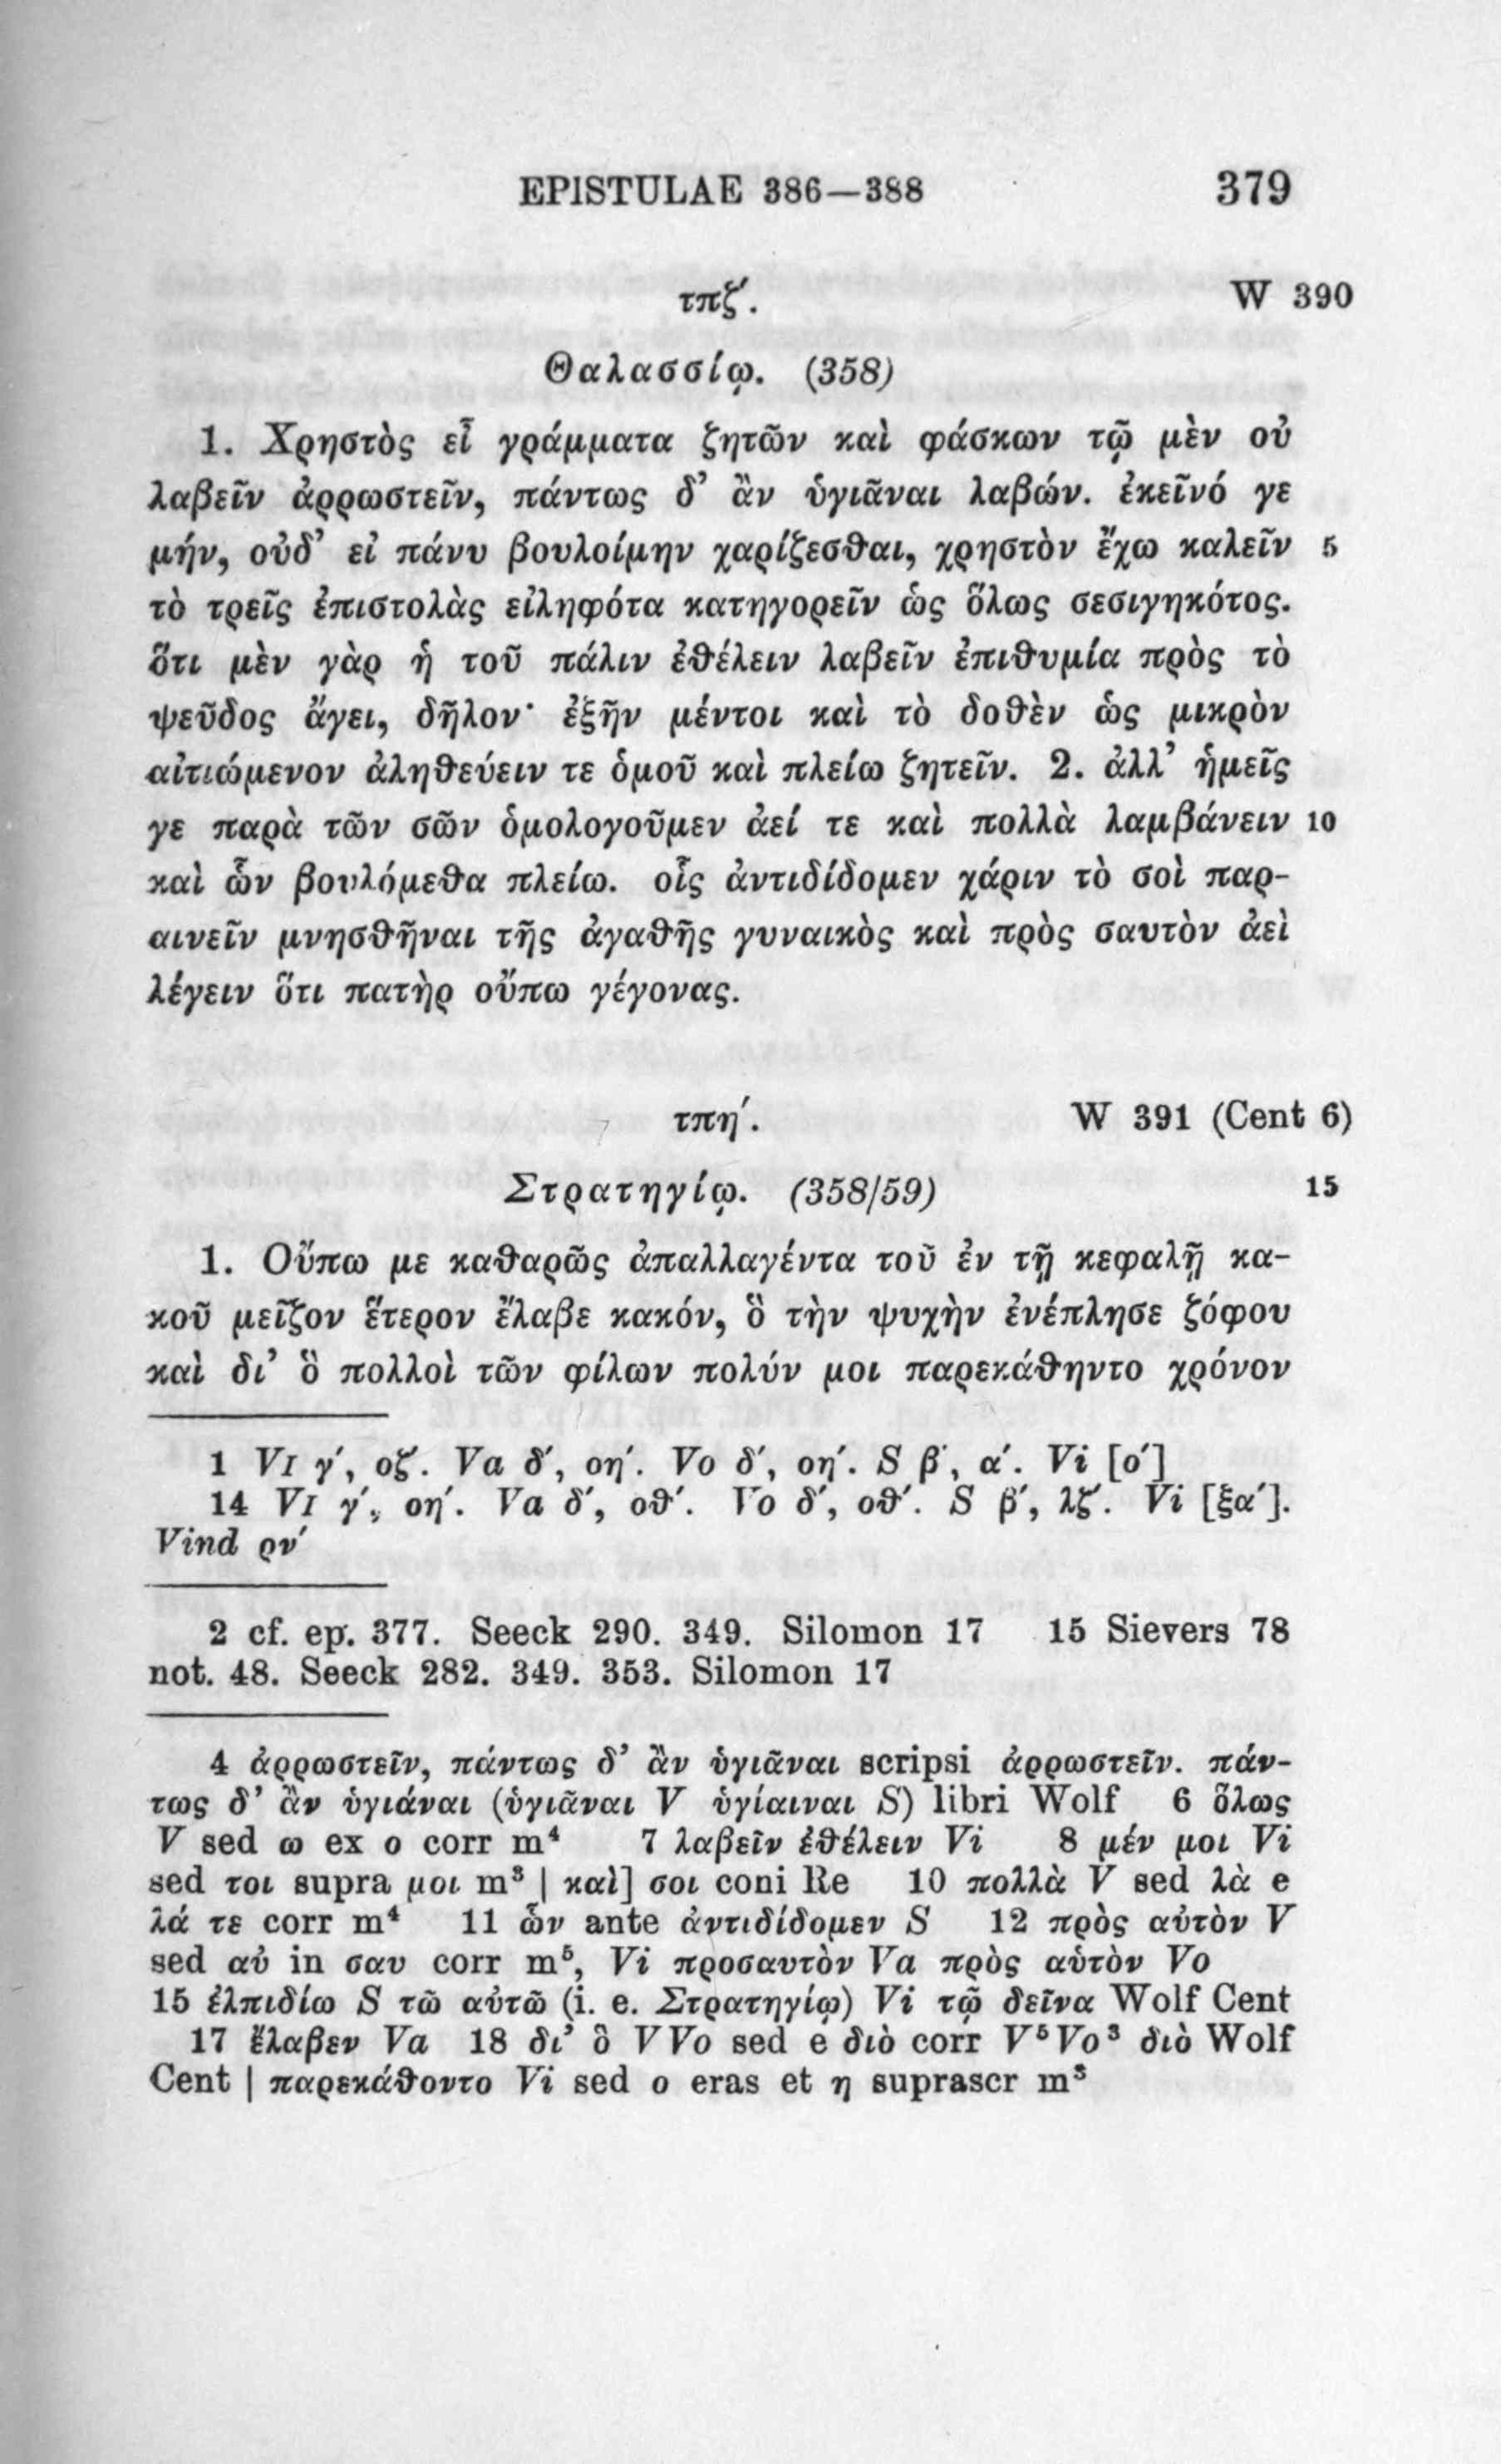 EPISTULAE 386—388 379
τπζ′. W 390
Θαλασσίῳ. (358)
1. Χρηστὸς εἶ γράμματα ζητῶν καὶ φάσκων τῷ μὲν οὐ
λαβεῖν ἀρρωστεῖν, πάντως δ’ ἂν ὑγιᾶναι λαβών. ἐκεῖνό γε
μήν, οὐδ’ εἰ πάνυ βουλοίμην χαρίζεσθαι, χρηστὸν ἔχω καλεῖν 5
τὸ τρεῖς ἐπιστολὰς εἰληφότα κατηγορεῖν ὡς ὅλως σεσιγηκότος.
ὅτι μὲν γὰρ ἡ τοῦ πάλιν ἐθέλειν λαβεῖν ἐπιθυμία πρὸς τὸ
ψεῦδος ἄγει, δῆλον· ἐξῆν μέντοι καὶ τὸ δοθὲν ὡς μικρὸν
αἰτιώμενον ἀληθεύειν τε ὁμοῦ καὶ πλείω ζητεῖν. 2. ἀλλ’ ἡμεῖς
γε παρὰ τῶν σῶν ὁμολογοῦμεν ἀεί τε καὶ πολλὰ λαμβάνειν 10
καὶ ὧν βουλόμεθα πλείω. οἷς ἀντιδίδομεν χάριν τὸ σοὶ παρ-
αινεῖν μνησθῆναι τῆς ἀγαθῆς γυναικὸς καὶ πρὸς σαυτὸν ἀεὶ
λέγειν ὅτι πατὴρ οὔπω γέγονας.
τπη′. W 391 (Cent 6)
Στρατηγίῳ. (358/59) 15
1. Οὔπω με καθαρῶς ἀπαλλαγέντα τοῦ ἐν τῇ κεφαλῇ κα-
κοῦ μεῖζον ἕτερον ἔλαβε κακόν, ὃ τὴν ψυχὴν ἐνέπλησε ζόφου
καὶ δι’ ὃ πολλοὶ τῶν φίλων πολύν μοι παρεκάθηντο χρόνον
1 VI γ′, οζ′. Va δ′, οη′. Vo δ′, οη′. S β′, α′. Vi [ο′]
14 VI γ′, οη′. Va δ′, οθ′. Vo δ′, οθ′. S β′, λζ′. Vi [ξα′].
Vind ρν′
2 cf. ep. 377. Seeck 290. 349. Silomon 17 15 Sievers 78
not. 48. Seeck 282. 349. 353. Silomon 17
4 ἀρρωστεῖν, πάντως δ’ ἂν ὑγιᾶναι scripsi ἀρρωστεῖν. πάν-
τως δ’ ἂν ὑγιάναι (ὑγιᾶναι V ὑγίαιναι S) libri Wolf 6 ὅλως
V sed ω ex ο corr m⁴ 7 λαβεῖν ἐθέλειν Vi 8 μέν μοι Vi
sed τοι supra μοι m³ | καὶ] σοι coni Re 10 πολλὰ V sed λὰ e
λά τε corr m⁴ 11 ὧν ante ἀντιδίδομεν S 12 πρὸς αὐτὸν V
sed αὐ in σαυ corr m⁵, Vi προσαυτὸν Va πρὸς αὑτὸν Vo
15 ἐλπιδίω S τῶ αὐτῶ (i. e. Στρατηγίῳ) Vi τῷ δεῖνα Wolf Cent
17 ἔλαβεν Va 18 δι’ ὃ V Vo sed e διὸ corr V⁵ Vo³ διὸ Wolf
Cent | παρεκάθοντο Vi sed ο eras et η suprascr m³